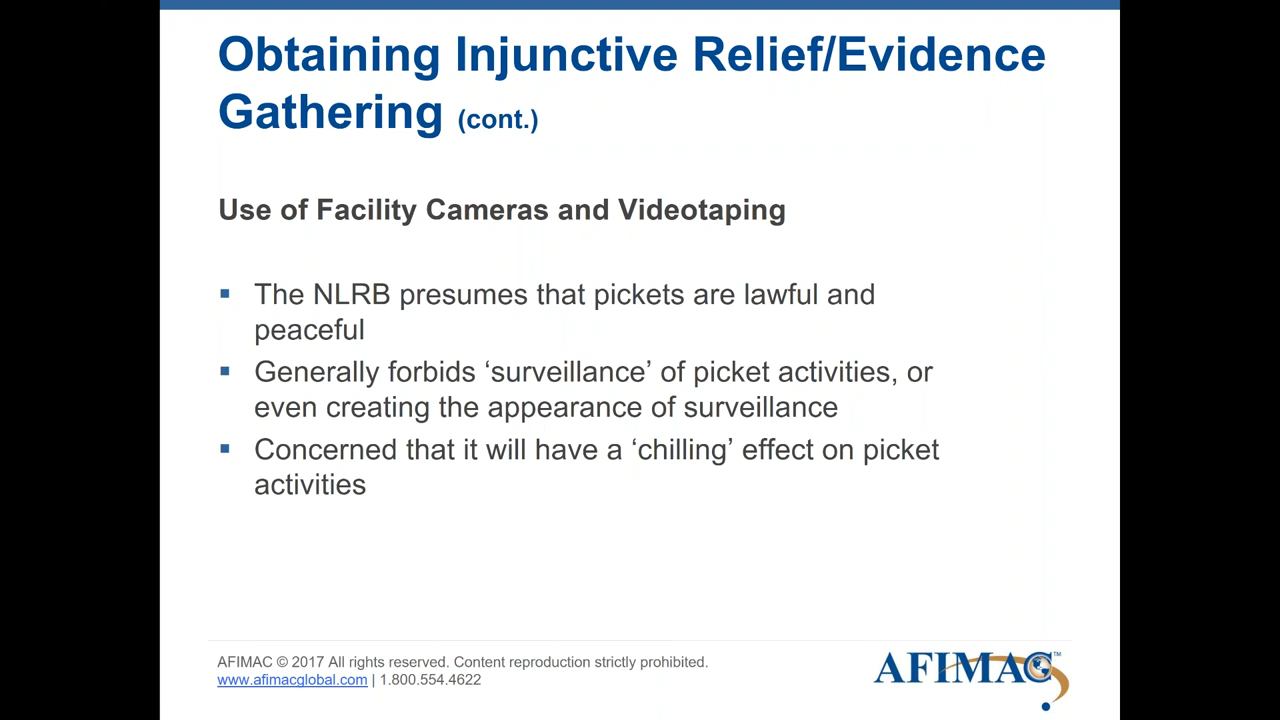 Obtaining Injunctive Relief/Evidence
Gathering (cont.)
Use of Facility Cameras and Videotaping
▪ The NLRB presumes that pickets are lawful and
peaceful
▪ Generally forbids ‘surveillance’ of picket activities, or
even creating the appearance of surveillance
▪ Concerned that it will have a ‘chilling’ effect on picket
activities
AFIMAC © 2017 All rights reserved. Content reproduction strictly prohibited.
www.afimacglobal.com | 1.800.554.4622
AFIMAC™